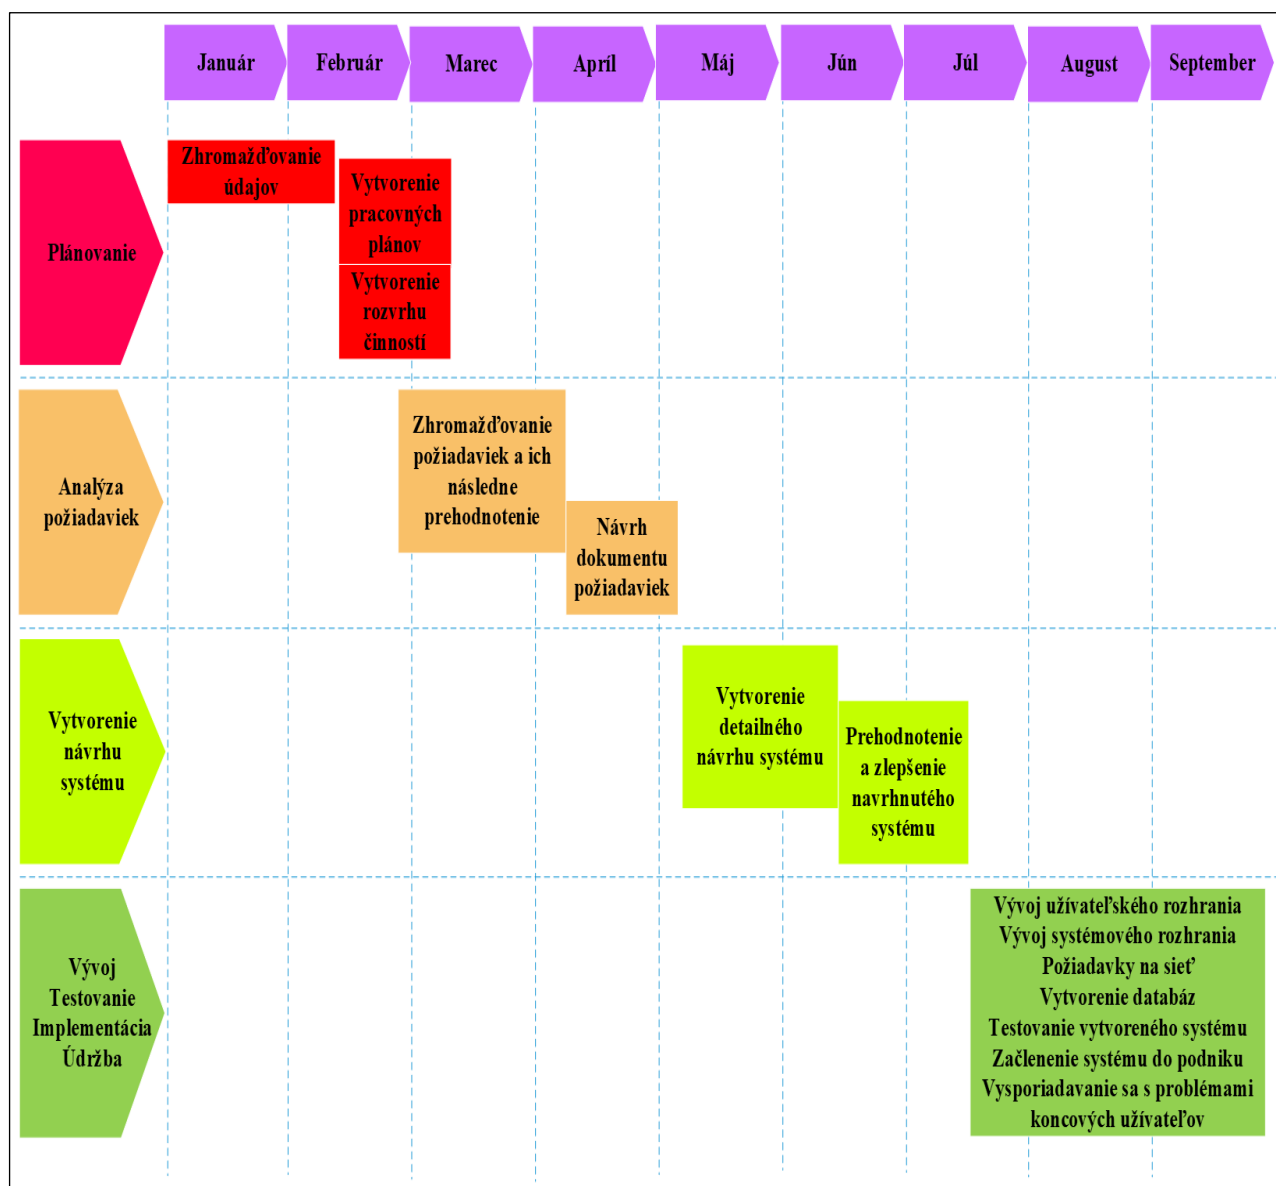 Január
Február
Marec
Apríl
Máj
Jún
Júl
August
September
Plánovanie
Zhromažďovanie
údajov
Vytvorenie
pracovných
plánov
Vytvorenie
rozvrhu
činností
Analýza
požiadaviek
Zhromažďovanie
požiadaviek a ich
následne
prehodnotenie
Návrh
dokumentu
požiadaviek
Vytvorenie
návrhu
systému
Vytvorenie
detailného
návrhu systému
Prehodnotenie
a zlepšenie
navrhnutého
systému
Vývoj
Testovanie
Implementácia
Údržba
Vývoj užívateľského rozhrania
Vývoj systémového rozhrania
Požiadavky na sieť
Vytvorenie databáz
Testovanie vytvoreného systému
Začlenenie systému do podniku
Vysporiadavanie sa s problémami
koncových užívateľov